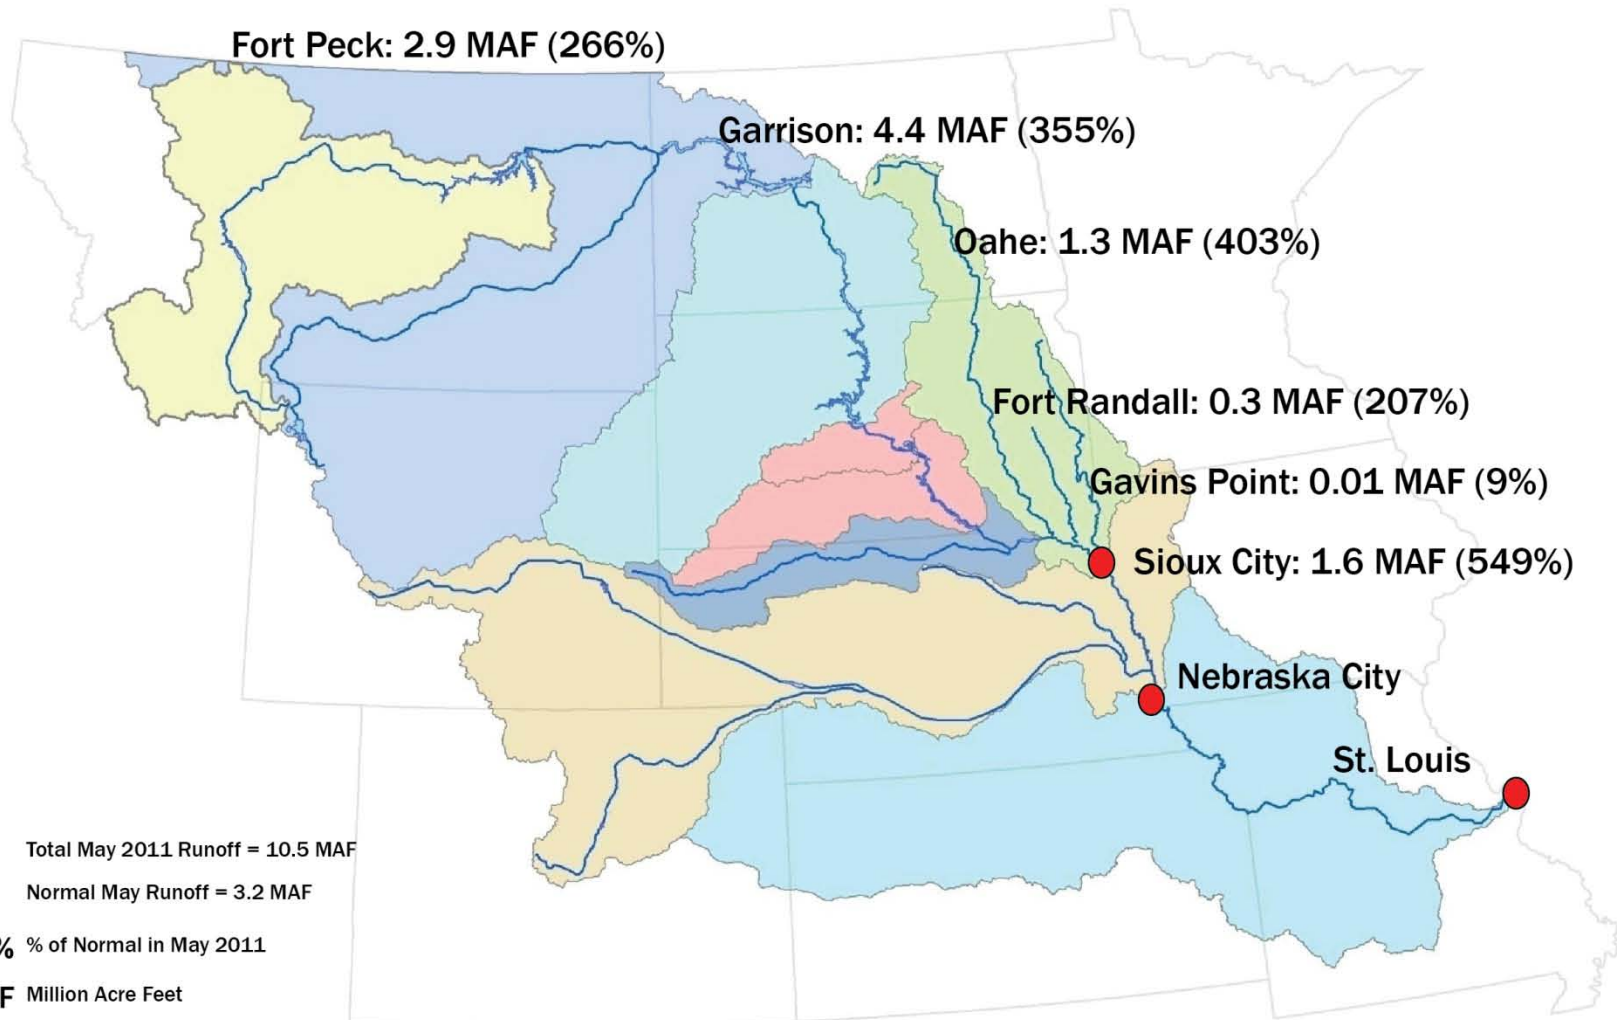 Fort Peck: 2.9 MAF (266%)
Garrison: 4.4 MAF (355%)
Oahe: 1.3 MAF (403%)
Fort Randall: 0.3 MAF (207%)
Gavins Point: 0.01 MAF (9%)
Sioux City: 1.6 MAF (549%)
Nebraska City
St. Louis
Total May 2011 Runoff = 10.5 MAF
Normal May Runoff = 3.2 MAF
% % of Normal in May 2011
F Million Acre Feet